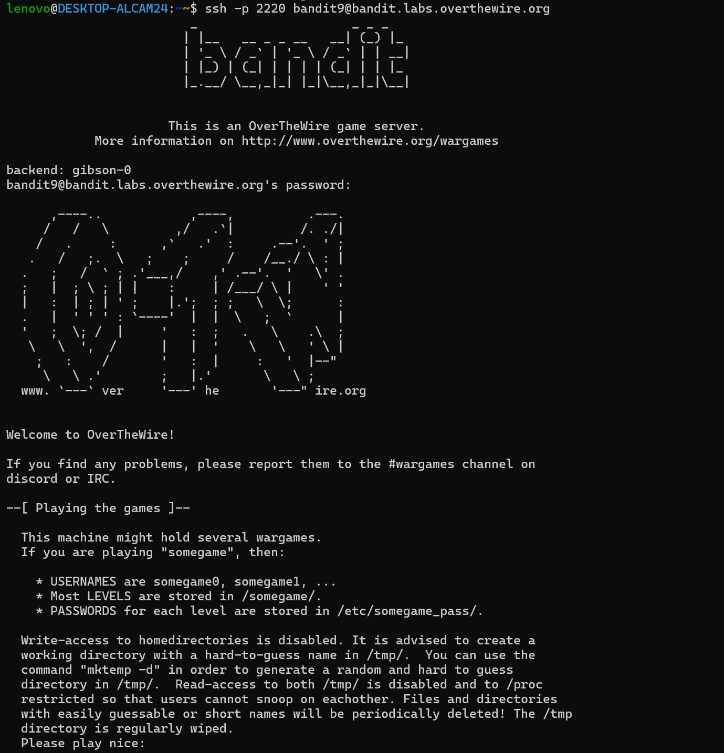 lenovo@DESKTOP-ALCAM24:~$ ssh -p 2220 bandit9@bandit.labs.overthewire.org
bandit
This is an OverTheWire game server.
More information on http://www.overthewire.org/wargames
backend: gibson-0
bandit9@bandit.labs.overthewire.org's password:
www. ver he ire.org
Welcome to OverTheWire!
If you find any problems, please report them to the #wargames channel on
discord or IRC.
--[ Playing the games ]--
This machine might hold several wargames.
If you are playing "somegame", then:
* USERNAMES are somegame0, somegame1, ...
* Most LEVELS are stored in /somegame/.
* PASSWORDS for each level are stored in /etc/somegame_pass/.
Write-access to homedirectories is disabled. It is advised to create a
working directory with a hard-to-guess name in /tmp/.  You can use the
command "mktemp -d" in order to generate a random and hard to guess
directory in /tmp/.  Read-access to both /tmp/ is disabled and to /proc
restricted so that users cannot snoop on eachother. Files and directories
with easily guessable or short names will be periodically deleted! The /tmp
directory is regularly wiped.
Please play nice: